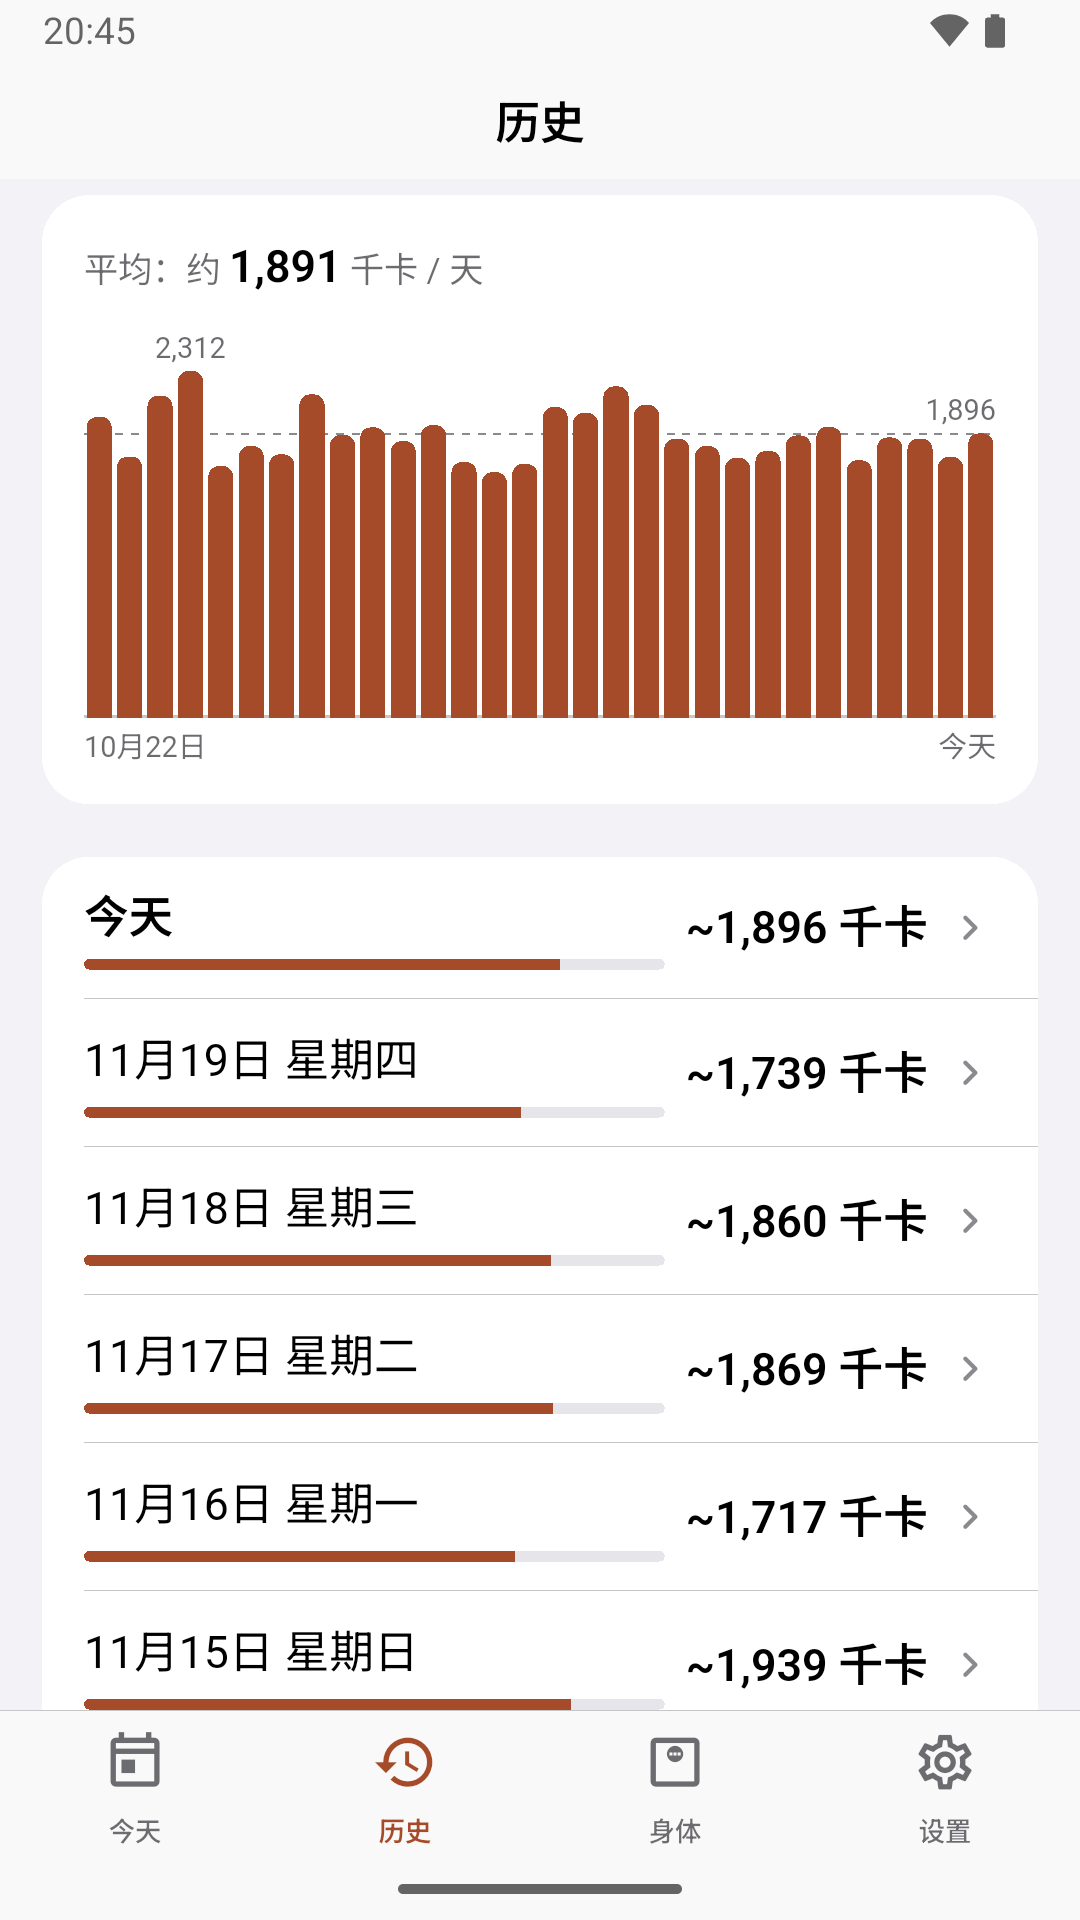 20:45
历史
平均：约 1,891 千卡 / 天
2,312
1,896
10月22日
今天
今天
~1,896 千卡
11月19日 星期四
~1,739 千卡
11月18日 星期三
~1,860 千卡
11月17日 星期二
~1,869 千卡
11月16日 星期一
~1,717 千卡
11月15日 星期日
~1,939 千卡
今天
历史
身体
设置